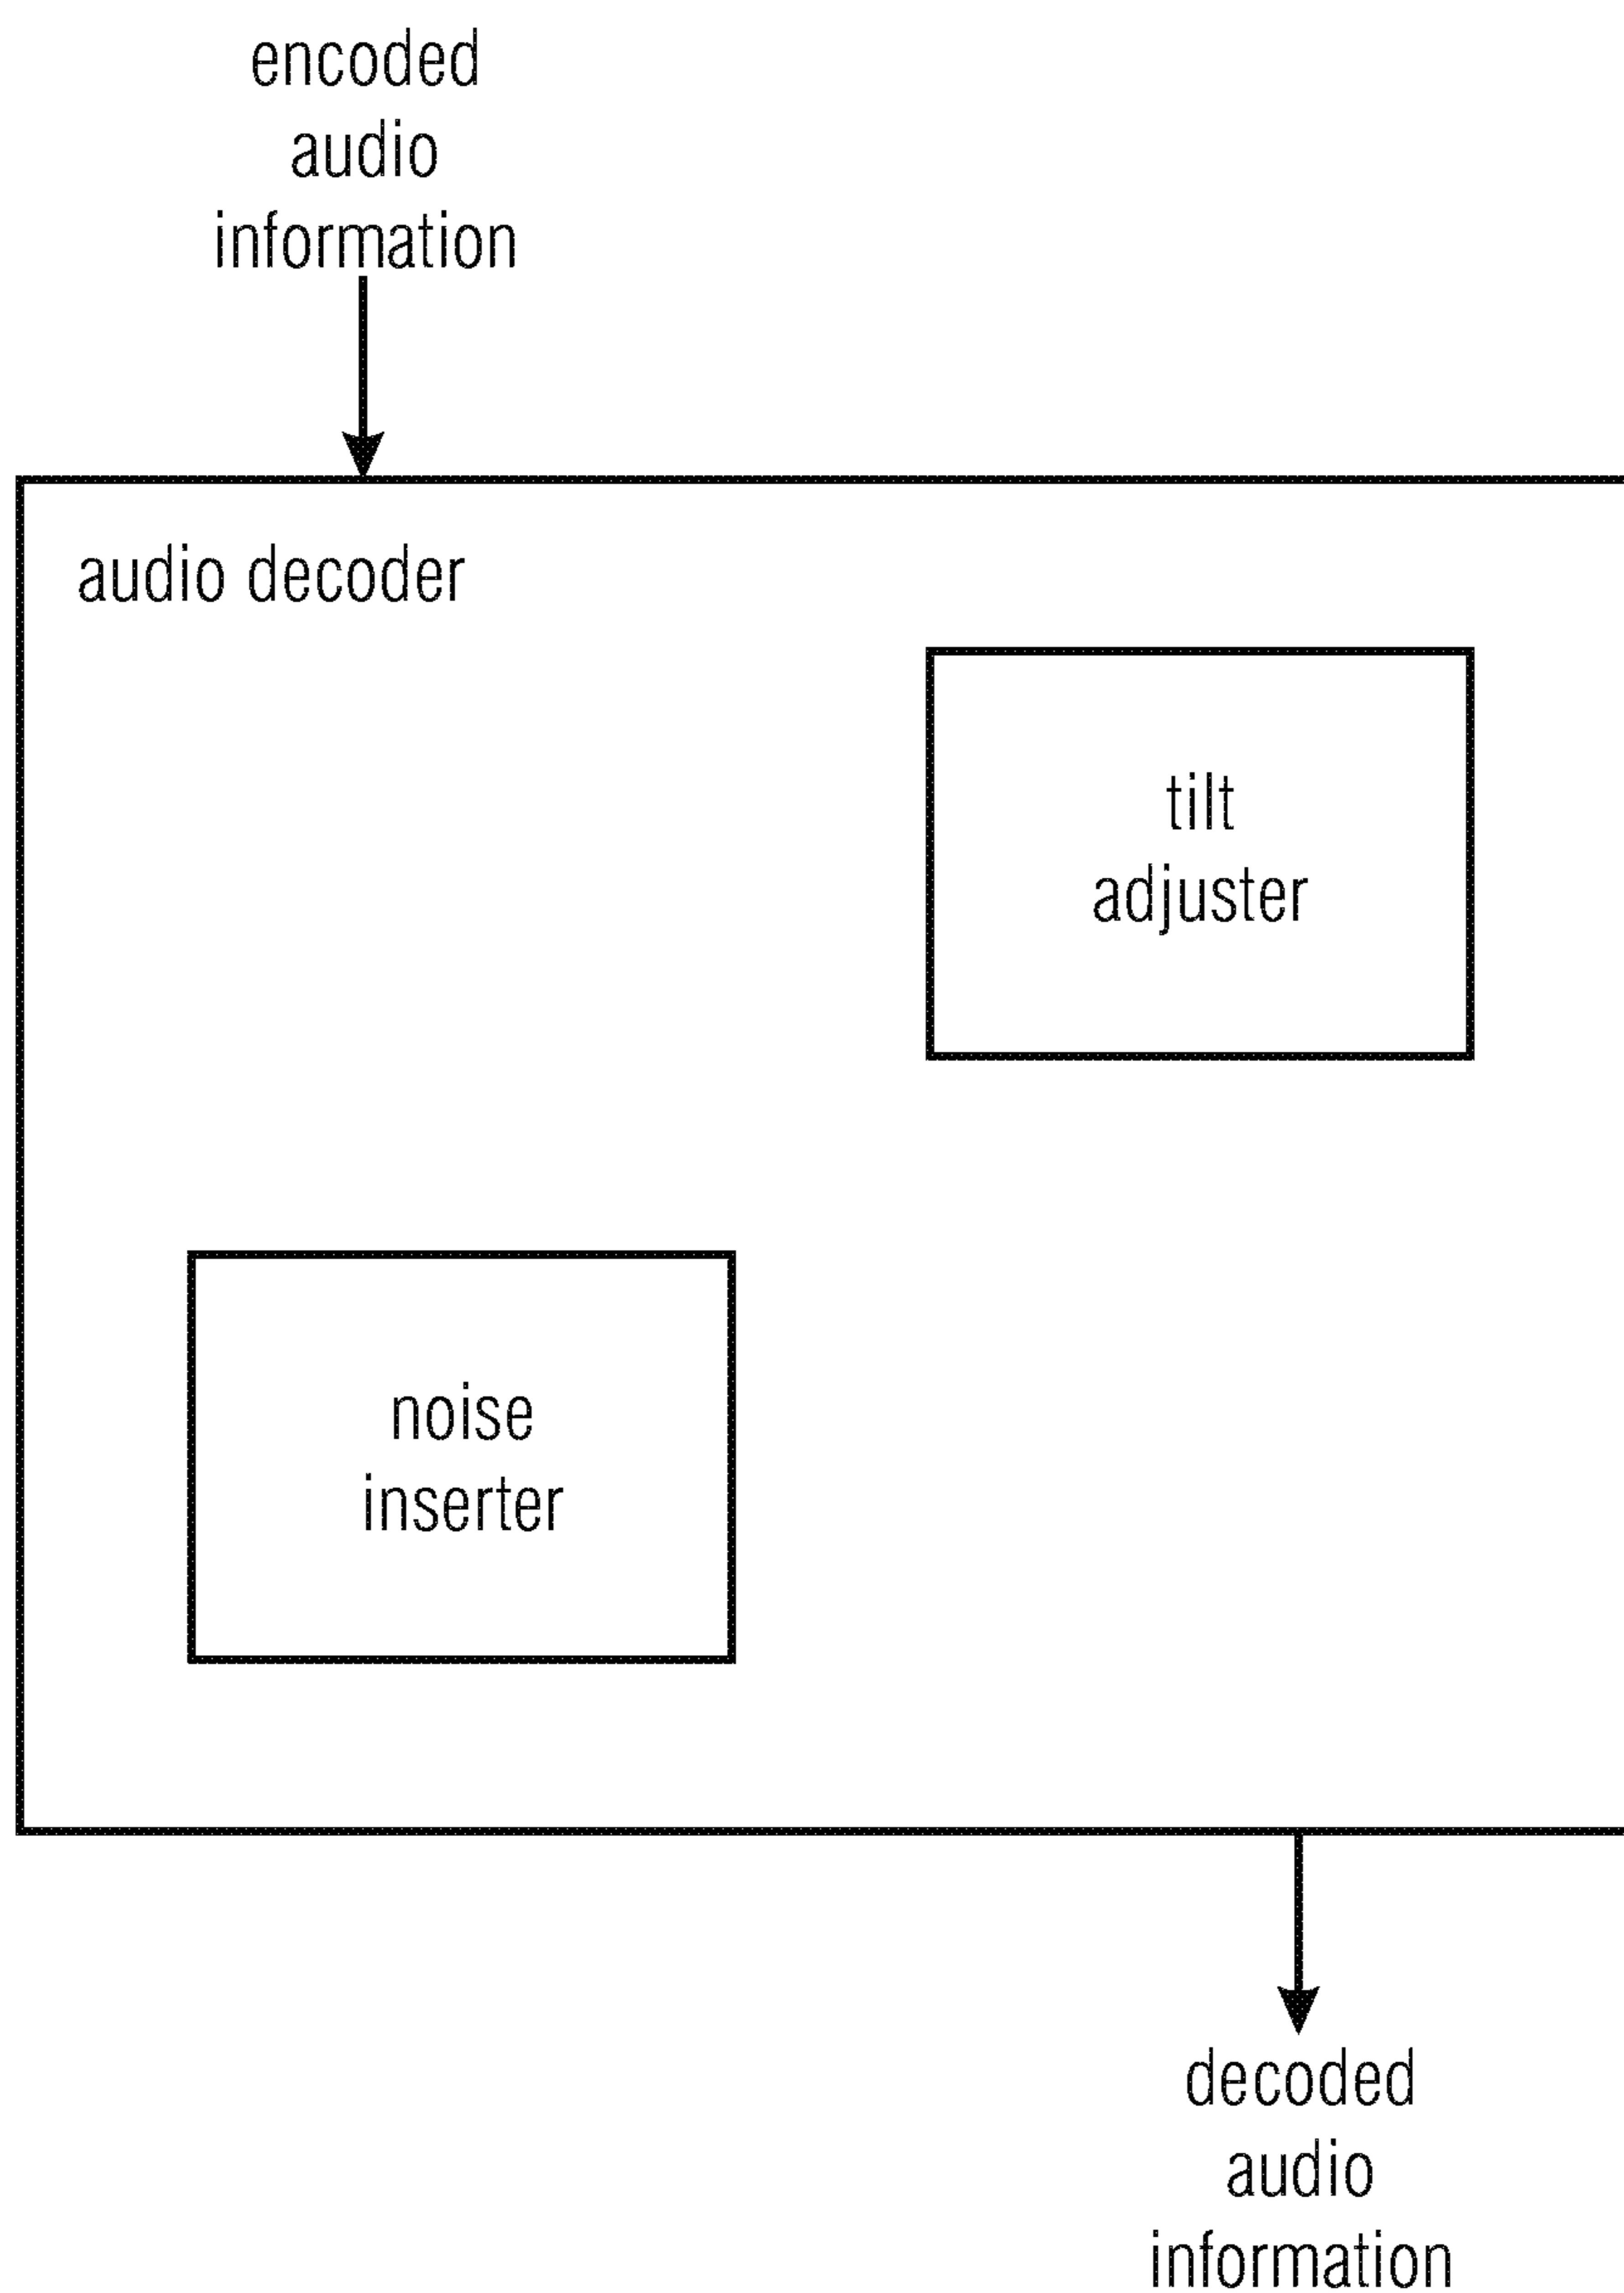 encoded
audio
information
audio decoder
tilt
adjuster
noise
inserter
decoded
audio
information